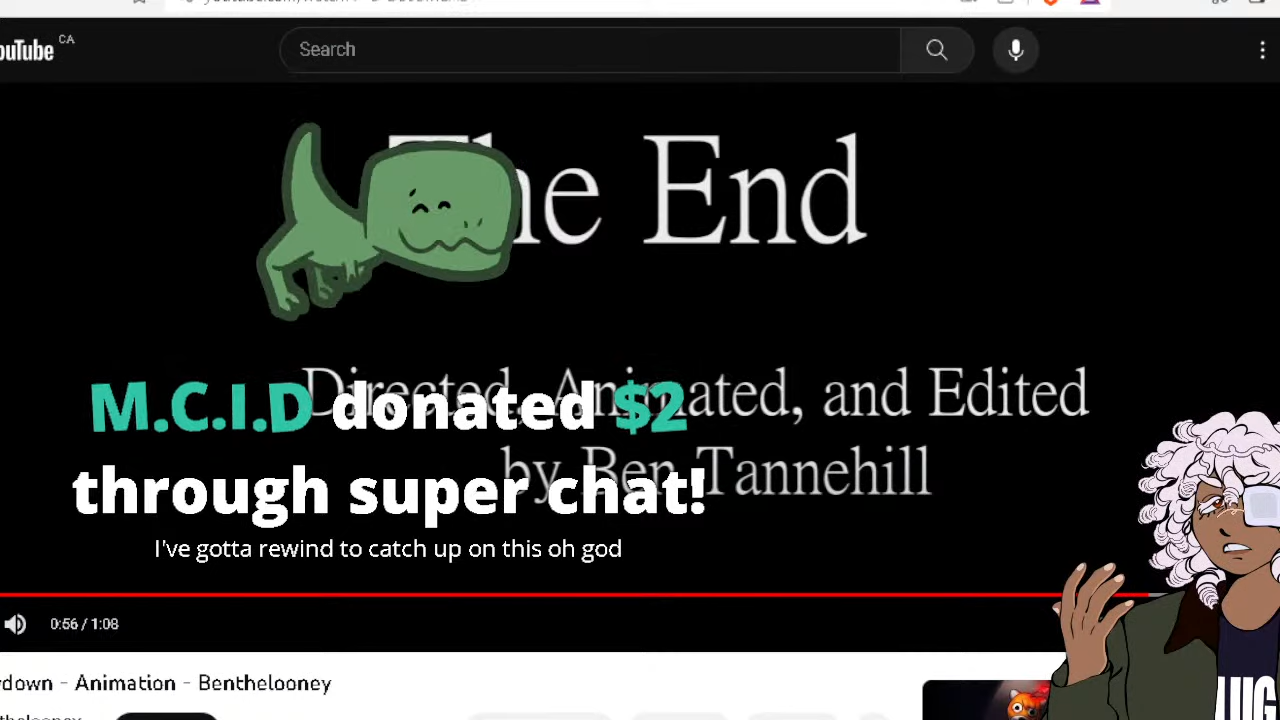 CA
Search
The End
Directed, Animated, and Edited
by Ben Tannehill
M.C.I.D donated $2
through super chat!
I've gotta rewind to catch up on this oh god
0:56 / 1:08
- Animation - Benthelooney